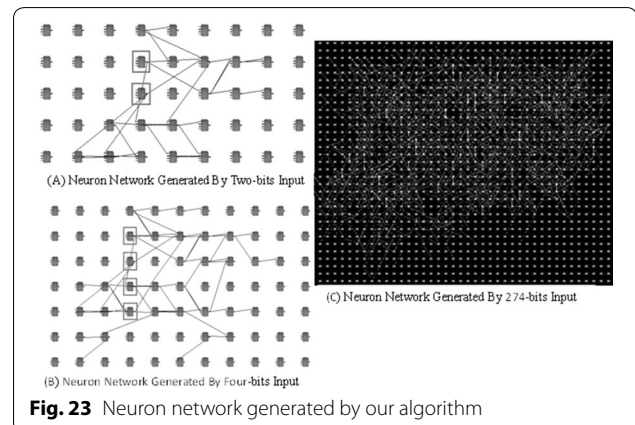 (A) Neuron Network Generated By Two-bits Input
(B) Neuron Network Generated By Four-bits Input
(C) Neuron Network Generated By 274-bits Input
Fig. 23 Neuron network generated by our algorithm